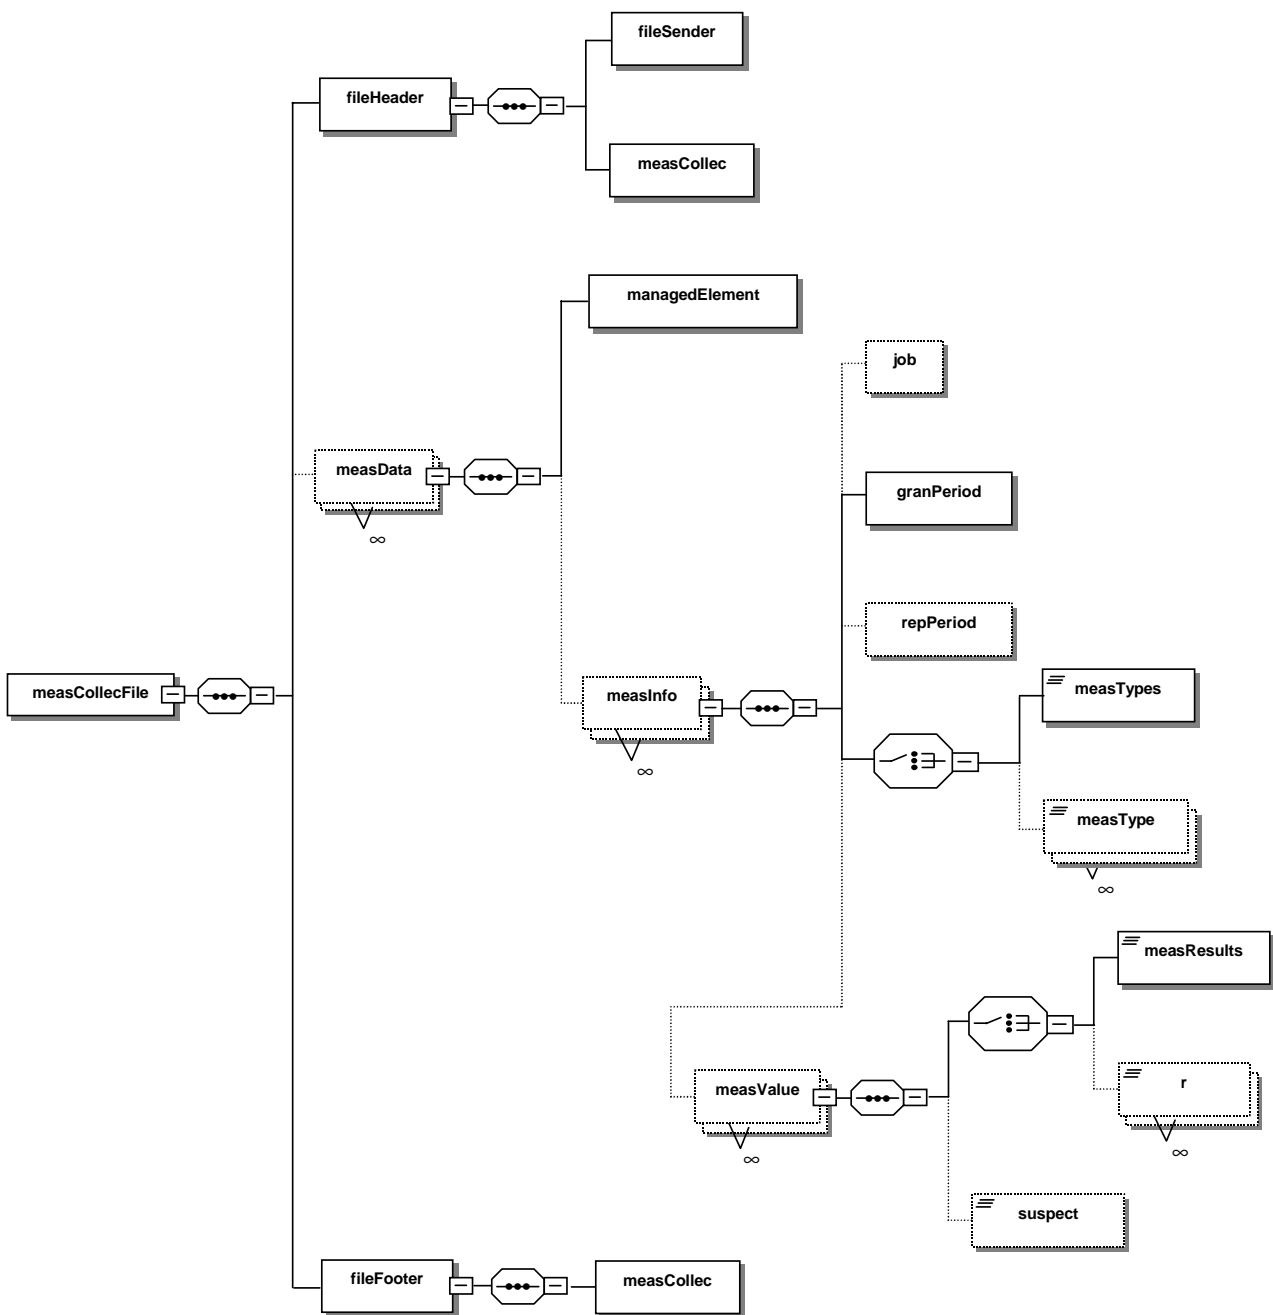 fileSender
fileHeader
measCollec
managedElement
job
measData
∞
granPeriod
repPeriod
measCollecFile
measInfo
∞
measTypes
measType
∞
measResults
measValue
∞
r
∞
suspect
fileFooter
measCollec